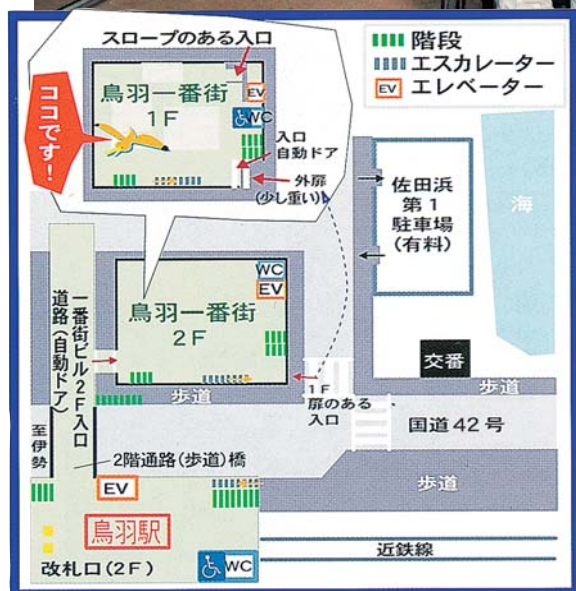 階段
エスカレーター
EV エレベーター
スロープのある入口
鳥羽一番街
1F
EV
WC
ココです！
入口
自動ドア
外扉
(少し重い)
佐田浜
第1
駐車場
(有料)
海
WC
EV
鳥羽一番街
2F
一番街ビル2F入口
道路(自動ドア)
交番
歩道
1F
扉のある
入口
歩道
国道42号
至伊勢
2階通路(歩道)橋
歩道
EV
鳥羽駅
改札口(2F)
WC
近鉄線